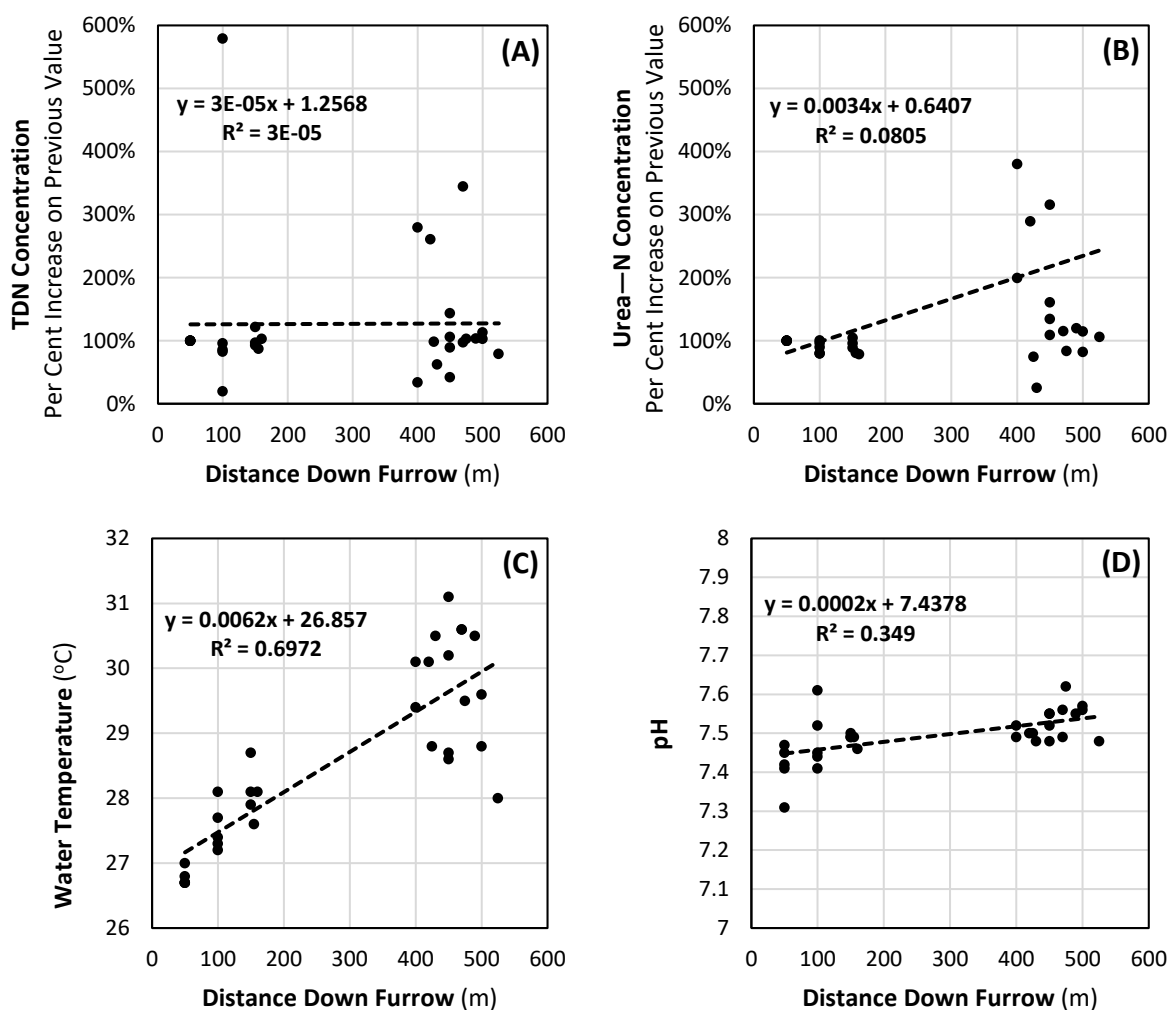 (A)
y = 3E-05x + 1.2568
R² = 3E-05
TDN Concentration
Per Cent Increase on Previous Value
600%
500%
400%
300%
200%
100%
0%
0 100 200 300 400 500 600
Distance Down Furrow (m)
(B)
y = 0.0034x + 0.6407
R² = 0.0805
Urea—N Concentration
Per Cent Increase on Previous Value
600%
500%
400%
300%
200%
100%
0%
0 100 200 300 400 500 600
Distance Down Furrow (m)
(C)
y = 0.0062x + 26.857
R² = 0.6972
Water Temperature (ºC)
32
31
30
29
28
27
26
0 100 200 300 400 500 600
Distance Down Furrow (m)
(D)
y = 0.0002x + 7.4378
R² = 0.349
pH
8
7.9
7.8
7.7
7.6
7.5
7.4
7.3
7.2
7.1
7
0 100 200 300 400 500 600
Distance Down Furrow (m)